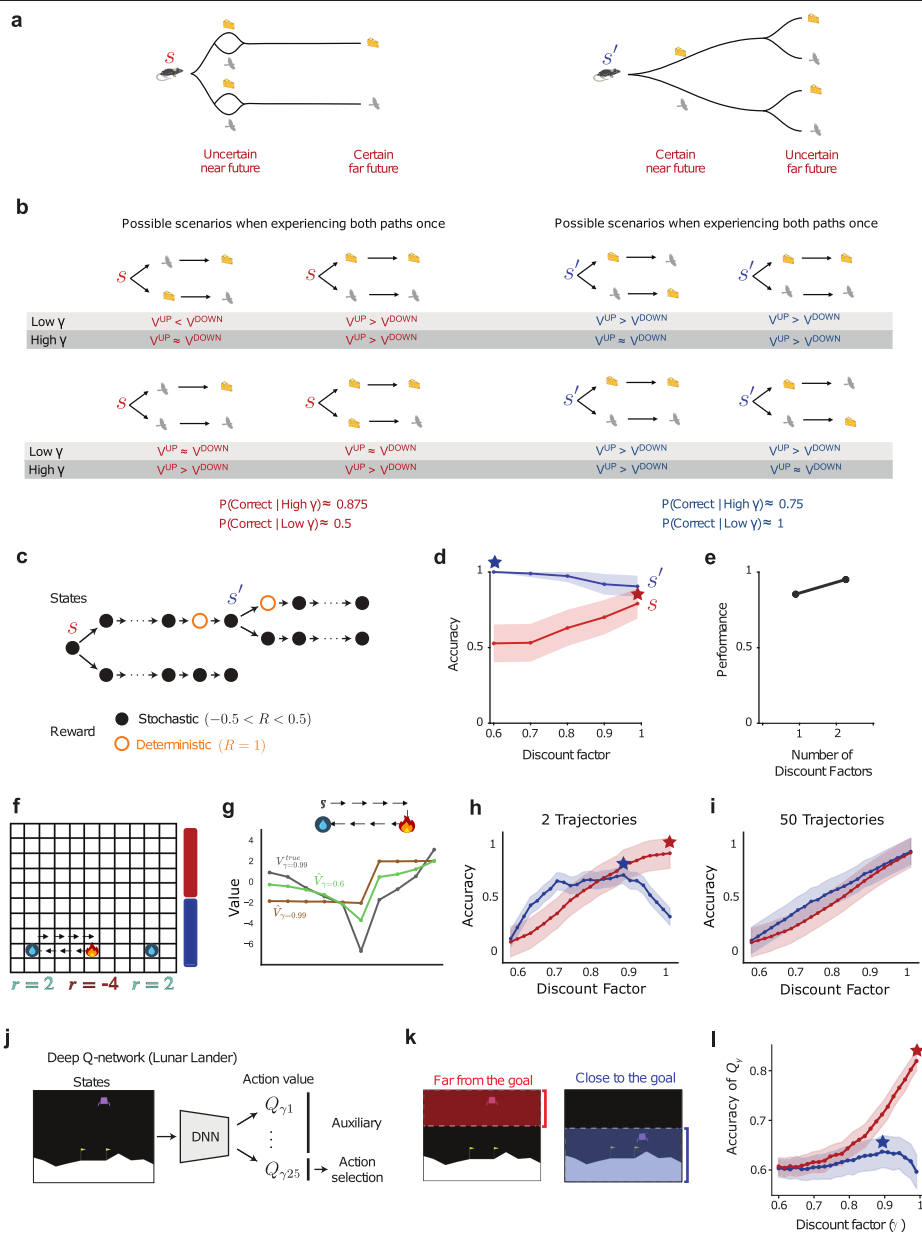 a
S
S′
Uncertain
near future
Certain
far future
Certain
near future
Uncertain
far future
b
Possible scenarios when experiencing both paths once
Possible scenarios when experiencing both paths once
S
S
S′
S′
Low γ
V^UP < V^DOWN
V^UP > V^DOWN
V^UP > V^DOWN
V^UP > V^DOWN
High γ
V^UP ≈ V^DOWN
V^UP > V^DOWN
V^UP ≈ V^DOWN
V^UP > V^DOWN
S
S
S′
S′
Low γ
V^UP ≈ V^DOWN
V^UP ≈ V^DOWN
V^UP > V^DOWN
V^UP > V^DOWN
High γ
V^UP > V^DOWN
V^UP > V^DOWN
V^UP > V^DOWN
V^UP ≈ V^DOWN
P(Correct | High γ) ≈ 0.875
P(Correct | Low γ) ≈ 0.5
P(Correct | High γ) ≈ 0.75
P(Correct | Low γ) ≈ 1
c
States
S
S′
Reward
Stochastic (−0.5 < R < 0.5)
Deterministic (R = 1)
d
Accuracy
1
0.5
0
0.6 0.7 0.8 0.9 1
Discount factor
S′
S
e
Performance
1
0.5
0
1 2
Number of
Discount Factors
f
r = 2 r = -4 r = 2
g
S
Value
4
2
0
−2
−4
−6
V^true γ=0.99
V̂γ=0.6
V̂γ=0.99
h
2 Trajectories
Accuracy
1
0.5
0
0.6 0.7 0.8 0.9 1
Discount Factor
i
50 Trajectories
Accuracy
1
0.5
0
0.6 0.7 0.8 0.9 1
Discount Factor
j
Deep Q-network (Lunar Lander)
States
DNN
Action value
Qγ1
⋮
Qγ25
Auxiliary
Action
selection
k
Far from the goal
Close to the goal
l
Accuracy of Qγ
0.8
0.7
0.6
0.6 0.7 0.8 0.9 1
Discount factor (γ)